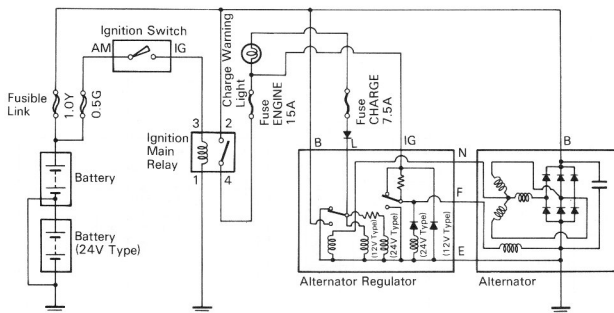 Ignition Switch
AM
IG
Fusible
Link
1.0Y
0.5G
Charge Warning
Light
Fuse
ENGINE
15A
Fuse
CHARGE
7.5A
3
2
Ignition
Main
Relay
1
4
B
L
IG
N
B
F
E
Battery
Battery
(24V Type)
(12V Type)
(24V Type)
(24V Type)
(12V Type)
Alternator Regulator
Alternator